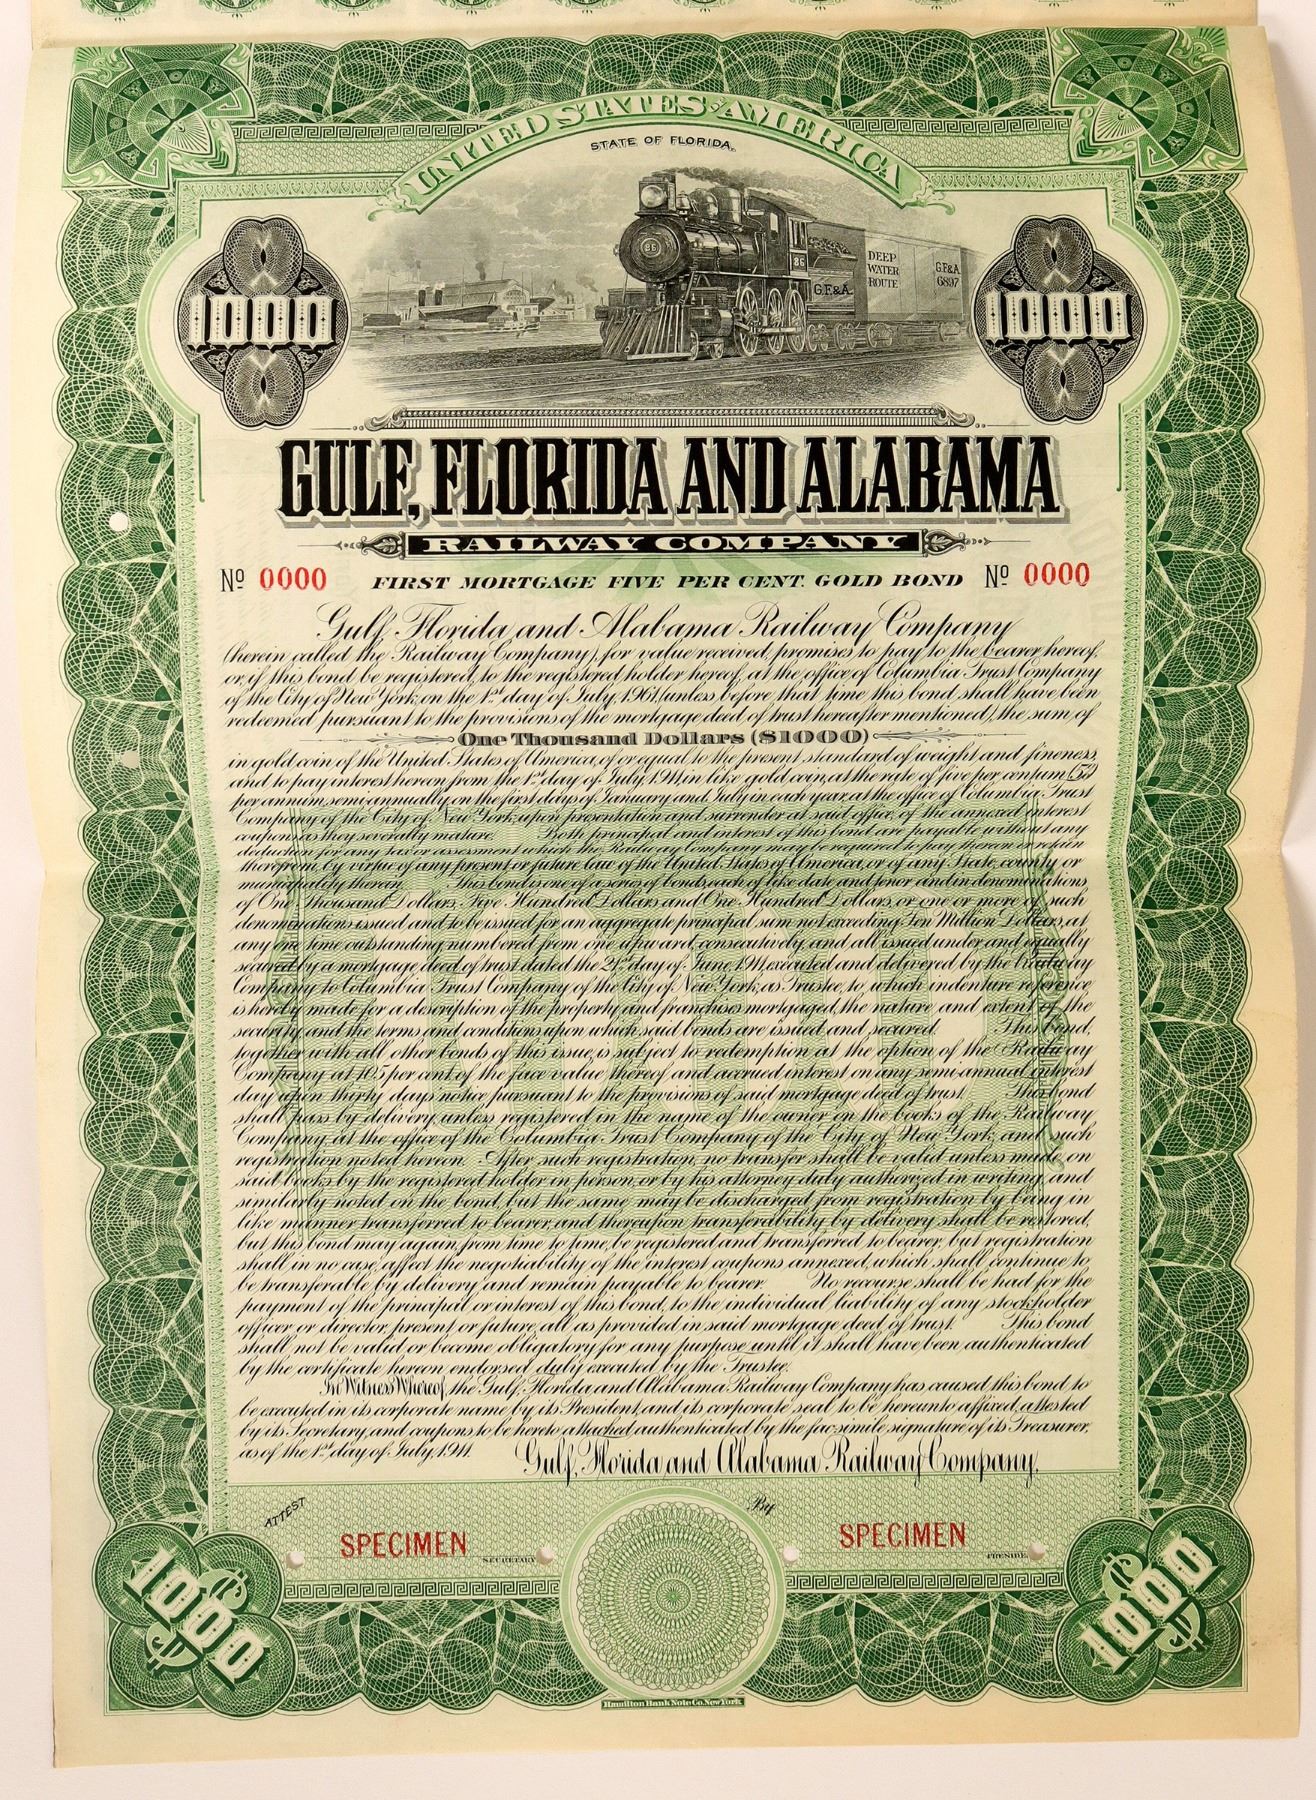 UNITED STATES OF AMERICA
STATE OF FLORIDA.
1000
1000
26
26
G.F.&A.
DEEP
WATER
ROUTE
G.F.&A.
6897
GULF, FLORIDA AND ALABAMA
RAILWAY COMPANY
No 0000 FIRST MORTGAGE FIVE PER CENT. GOLD BOND No 0000
Gulf, Florida and Alabama Railway Company
(herein called the Railway Company), for value received, promises to pay to the bearer hereof,
or, if this bond be registered, to the registered holder hereof, at the office of Columbia Trust Company
of the City of New York, on the 1st day of July, 1961, (unless before that time this bond shall have been
redeemed pursuant to the provisions of the mortgage deed of trust hereafter mentioned), the sum of
One Thousand Dollars ($1000)
in gold coin of the United States of America, of or equal to the present standard of weight and fineness,
and to pay interest hereon from the 1st day of July, 1911, in like gold coin, at the rate of five per centum (5%)
per annum, semi-annually, on the first days of January and July in each year, at the office of Columbia Trust
Company of the City of New York, upon presentation and surrender at said office, of the annexed interest
coupons as they severally mature. Both principal and interest of this bond are payable without any
deduction for any tax or assessment which the Railway Company may be required to pay thereon or retain
therefrom, by virtue of any present or future law of the United States of America, or of any State, county or
municipality therein. This bond is one of a series of bonds, each of like date and tenor and in denominations
of One Thousand Dollars, Five Hundred Dollars and One Hundred Dollars, or one or more of such
denominations issued and to be issued for an aggregate principal sum not exceeding Ten Million Dollars, at
any one time outstanding numbered from one upward, consecutively, and all issued under and equally
secured by a mortgage deed of trust dated the 21st day of June, 1911, executed and delivered by the Railway
Company to Columbia Trust Company of the City of New York, as Trustee, to which indenture reference
is hereby made for a description of the property and franchises mortgaged, the nature and extent of the
security and the terms and conditions upon which said bonds are issued and secured. This bond,
together with all other bonds of this issue, is subject to redemption at the option of the Railway
Company at 105 per cent of the face value thereof and accrued interest on any semi-annual interest
day upon thirty days notice pursuant to the provisions of said mortgage deed of trust. This bond
shall pass by delivery, unless registered in the name of the owner on the books of the Railway
Company at the office of the Columbia Trust Company of the City of New York, and such
registration noted hereon. After such registration, no transfer shall be valid unless made on
said books by the registered holder in person, or by his attorney duly authorized in writing and
similarly noted on the bond, but the same may be discharged from registration by being in
like manner transferred to bearer, and thereupon transferability by delivery shall be restored,
but this bond may again, from time to time, be registered, and transferred to bearer, but registration
shall in no case affect the negotiability of the interest coupons annexed, which shall continue to
be transferable by delivery and remain payable to bearer. No recourse shall be had for the
payment of the principal or interest of this bond, to the individual liability of any stockholder
officer or director, present or future, all as provided in said mortgage deed of trust. This bond
shall not be valid or become obligatory for any purpose until it shall have been authenticated
by the certificate hereon endorsed duly executed by the Trustee.
In Witness Whereof, the Gulf, Florida and Alabama Railway Company has caused this bond to
be executed in its corporate name by its President, and its corporate seal to be hereunto affixed, attested
by its Secretary, and coupons to be hereto attached authenticated by the fac-simile signature of its Treasurer,
as of the 1st day of July, 1911.
Gulf, Florida and Alabama Railway Company,
ATTEST
By
SPECIMEN
SECRETARY
SPECIMEN
1000
1000
Hamilton Bank Note Co. New York